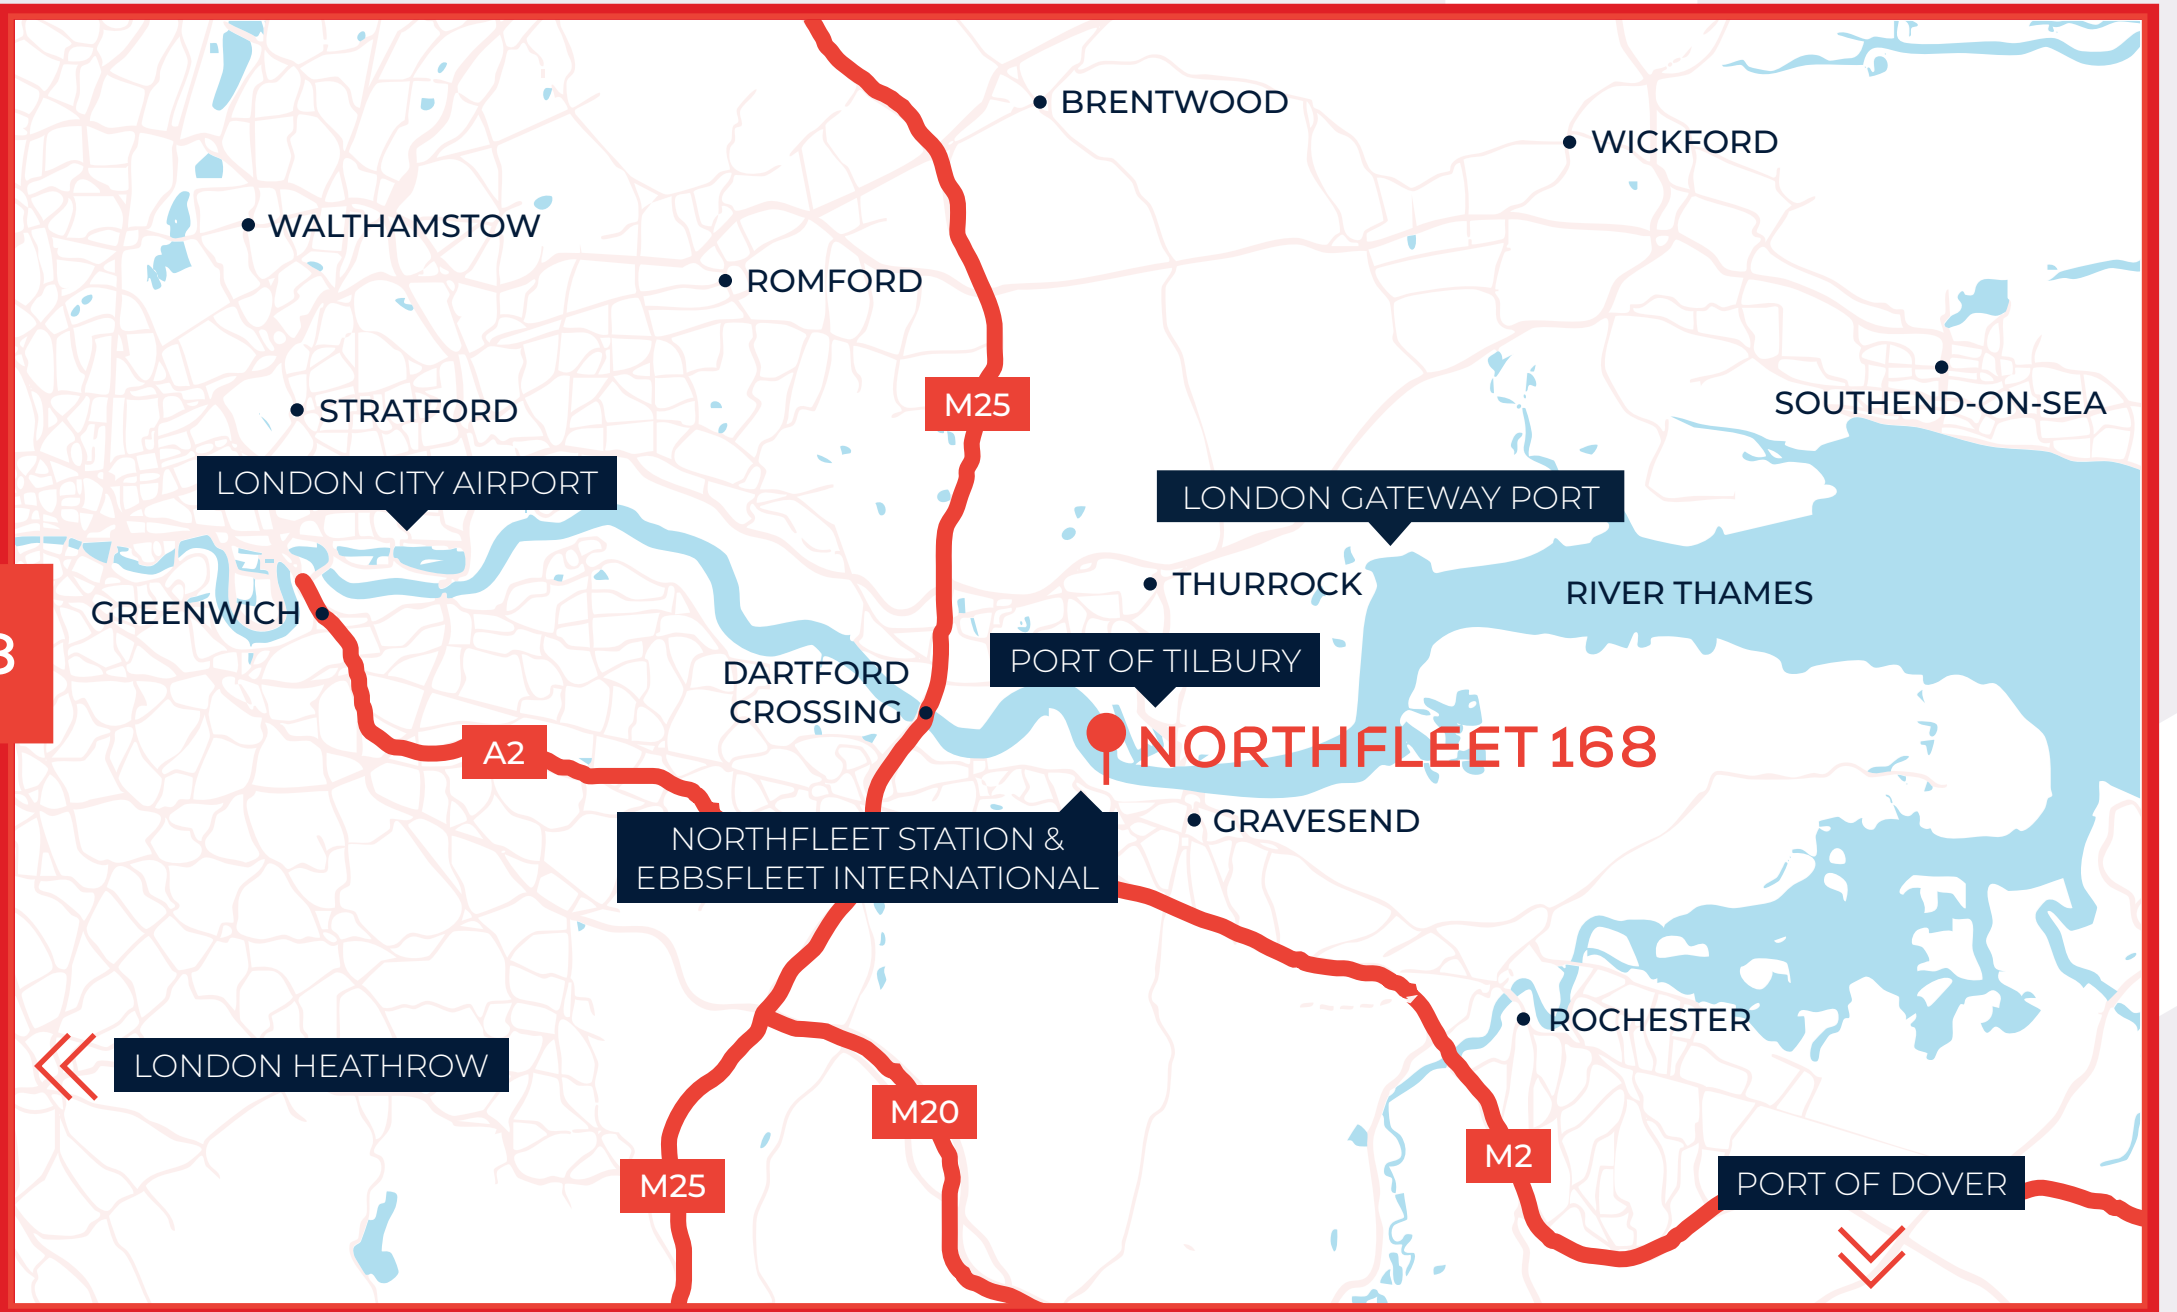 BRENTWOOD
WICKFORD
WALTHAMSTOW
ROMFORD
SOUTHEND-ON-SEA
STRATFORD
M25
LONDON CITY AIRPORT
LONDON GATEWAY PORT
THURROCK
RIVER THAMES
GREENWICH
8
PORT OF TILBURY
DARTFORD
CROSSING
NORTHFLEET 168
A2
GRAVESEND
NORTHFLEET STATION &
EBBSFLEET INTERNATIONAL
ROCHESTER
LONDON HEATHROW
M20
M2
M25
PORT OF DOVER